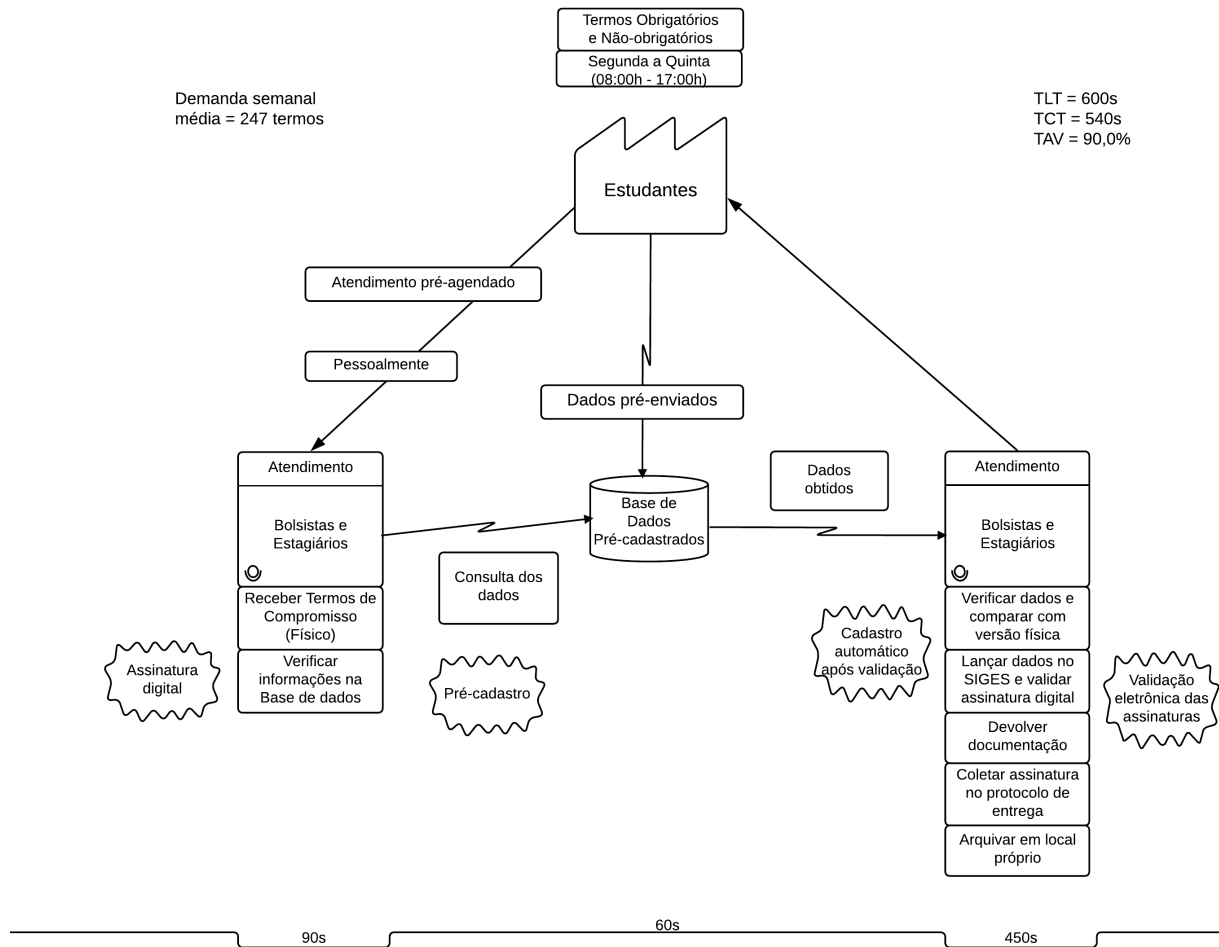 Termos Obrigatórios
e Não-obrigatórios
Segunda a Quinta
(08:00h - 17:00h)
Demanda semanal
média = 247 termos
TLT = 600s
TCT = 540s
TAV = 90,0%
Estudantes
Atendimento pré-agendado
Pessoalmente
Dados pré-enviados
Atendimento
Bolsistas e
Estagiários
Receber Termos de
Compromisso
(Físico)
Verificar
informações na
Base de dados
Assinatura
digital
Consulta dos
dados
Pré-cadastro
Base de
Dados
Pré-cadastrados
Dados
obtidos
Cadastro
automático
após validação
Atendimento
Bolsistas e
Estagiários
Verificar dados e
comparar com
versão física
Lançar dados no
SIGES e validar
assinatura digital
Devolver
documentação
Coletar assinatura
no protocolo de
entrega
Arquivar em local
próprio
Validação
eletrônica das
assinaturas
90s
60s
450s